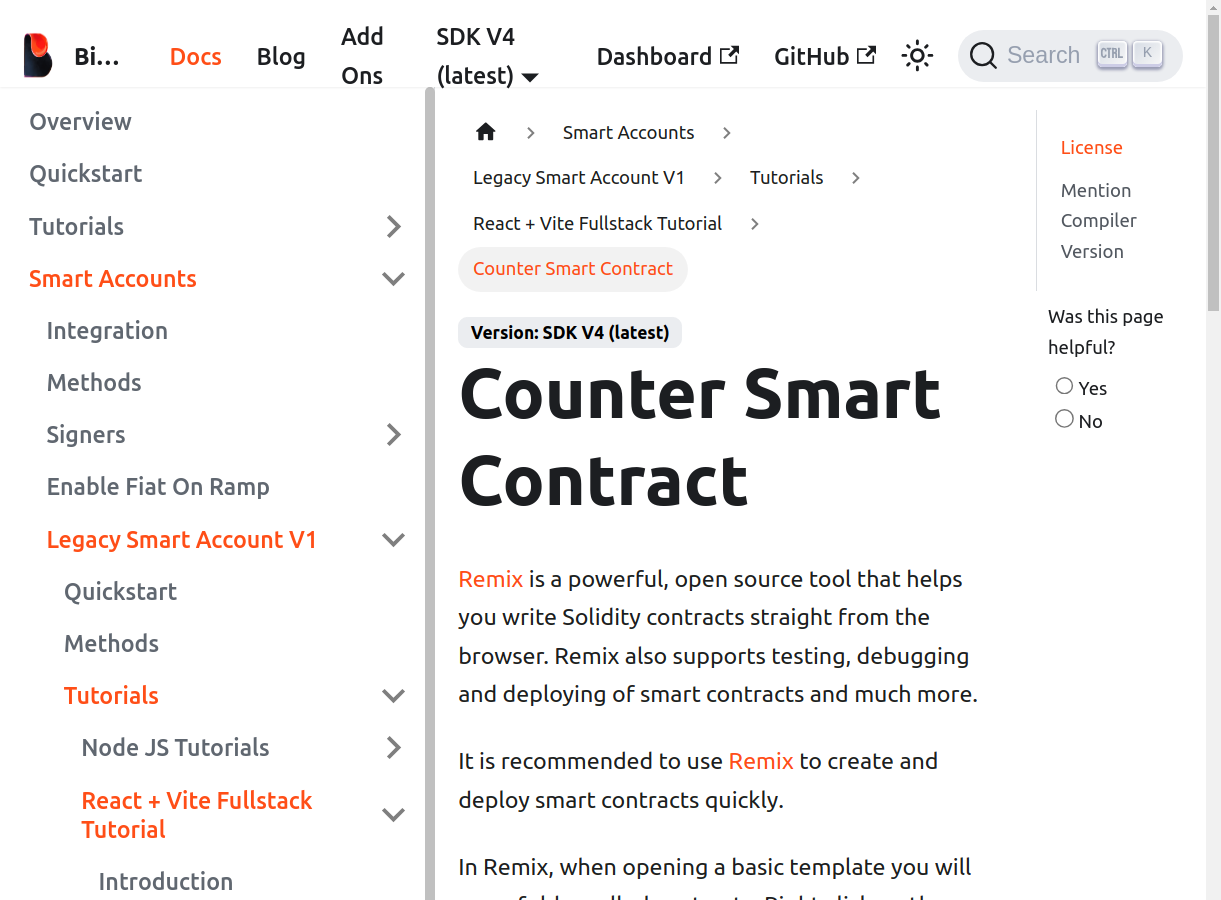 Bi...
Docs
Blog
Add
Ons
SDK V4
(latest)
Dashboard
GitHub
Search
CTRL
K
Overview
Quickstart
Tutorials
Smart Accounts
Integration
Methods
Signers
Enable Fiat On Ramp
Legacy Smart Account V1
Quickstart
Methods
Tutorials
Node JS Tutorials
React + Vite Fullstack
Tutorial
Introduction
Smart Accounts
Legacy Smart Account V1
Tutorials
React + Vite Fullstack Tutorial
Counter Smart Contract
Version: SDK V4 (latest)
Counter Smart
Contract
Remix is a powerful, open source tool that helps
you write Solidity contracts straight from the
browser. Remix also supports testing, debugging
and deploying of smart contracts and much more.
It is recommended to use Remix to create and
deploy smart contracts quickly.
In Remix, when opening a basic template you will
License
Mention
Compiler
Version
Was this page
helpful?
Yes
No